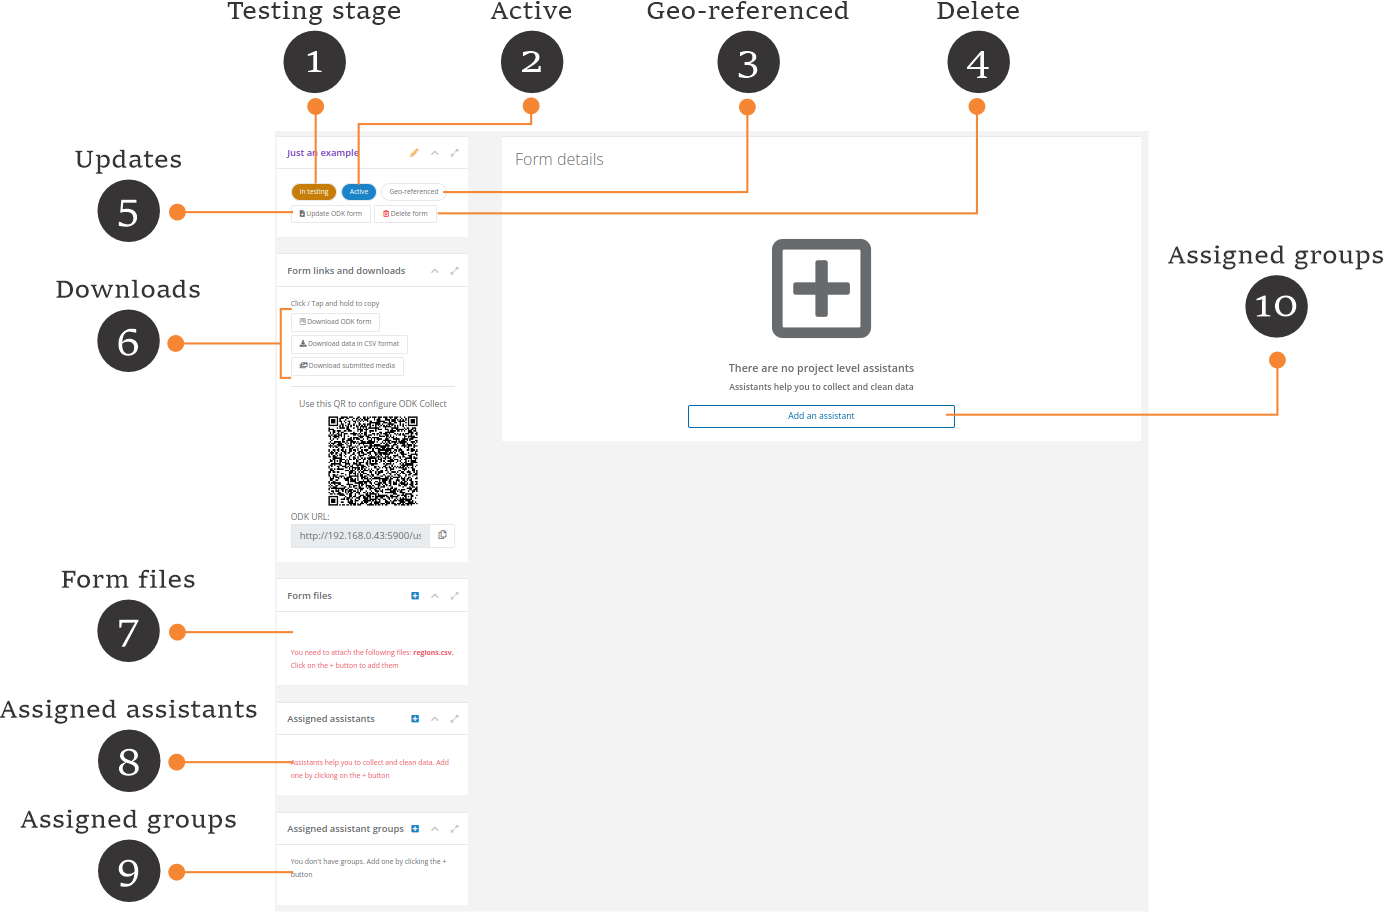 Testing stage
1
Active
2
Geo-referenced
3
Delete
4
Updates
5
Downloads
6
Form files
7
Assigned assistants
8
Assigned groups
9
Just an example
In testing
Active
Geo-referenced
Update ODK form
Delete form
Form links and downloads
Click / Tap and hold to copy
Download ODK form
Download data in CSV format
Download submitted media
Use this QR to configure ODK Collect
ODK URL:
http://192.168.0.43:5900/us
Form files
You need to attach the following files: regions.csv.
Click on the + button to add them
Assigned assistants
Assistants help you to collect and clean data. Add
one by clicking on the + button
Assigned assistant groups
You don't have groups. Add one by clicking the +
button
Form details
There are no project level assistants
Assistants help you to collect and clean data
Add an assistant
Assigned groups
10